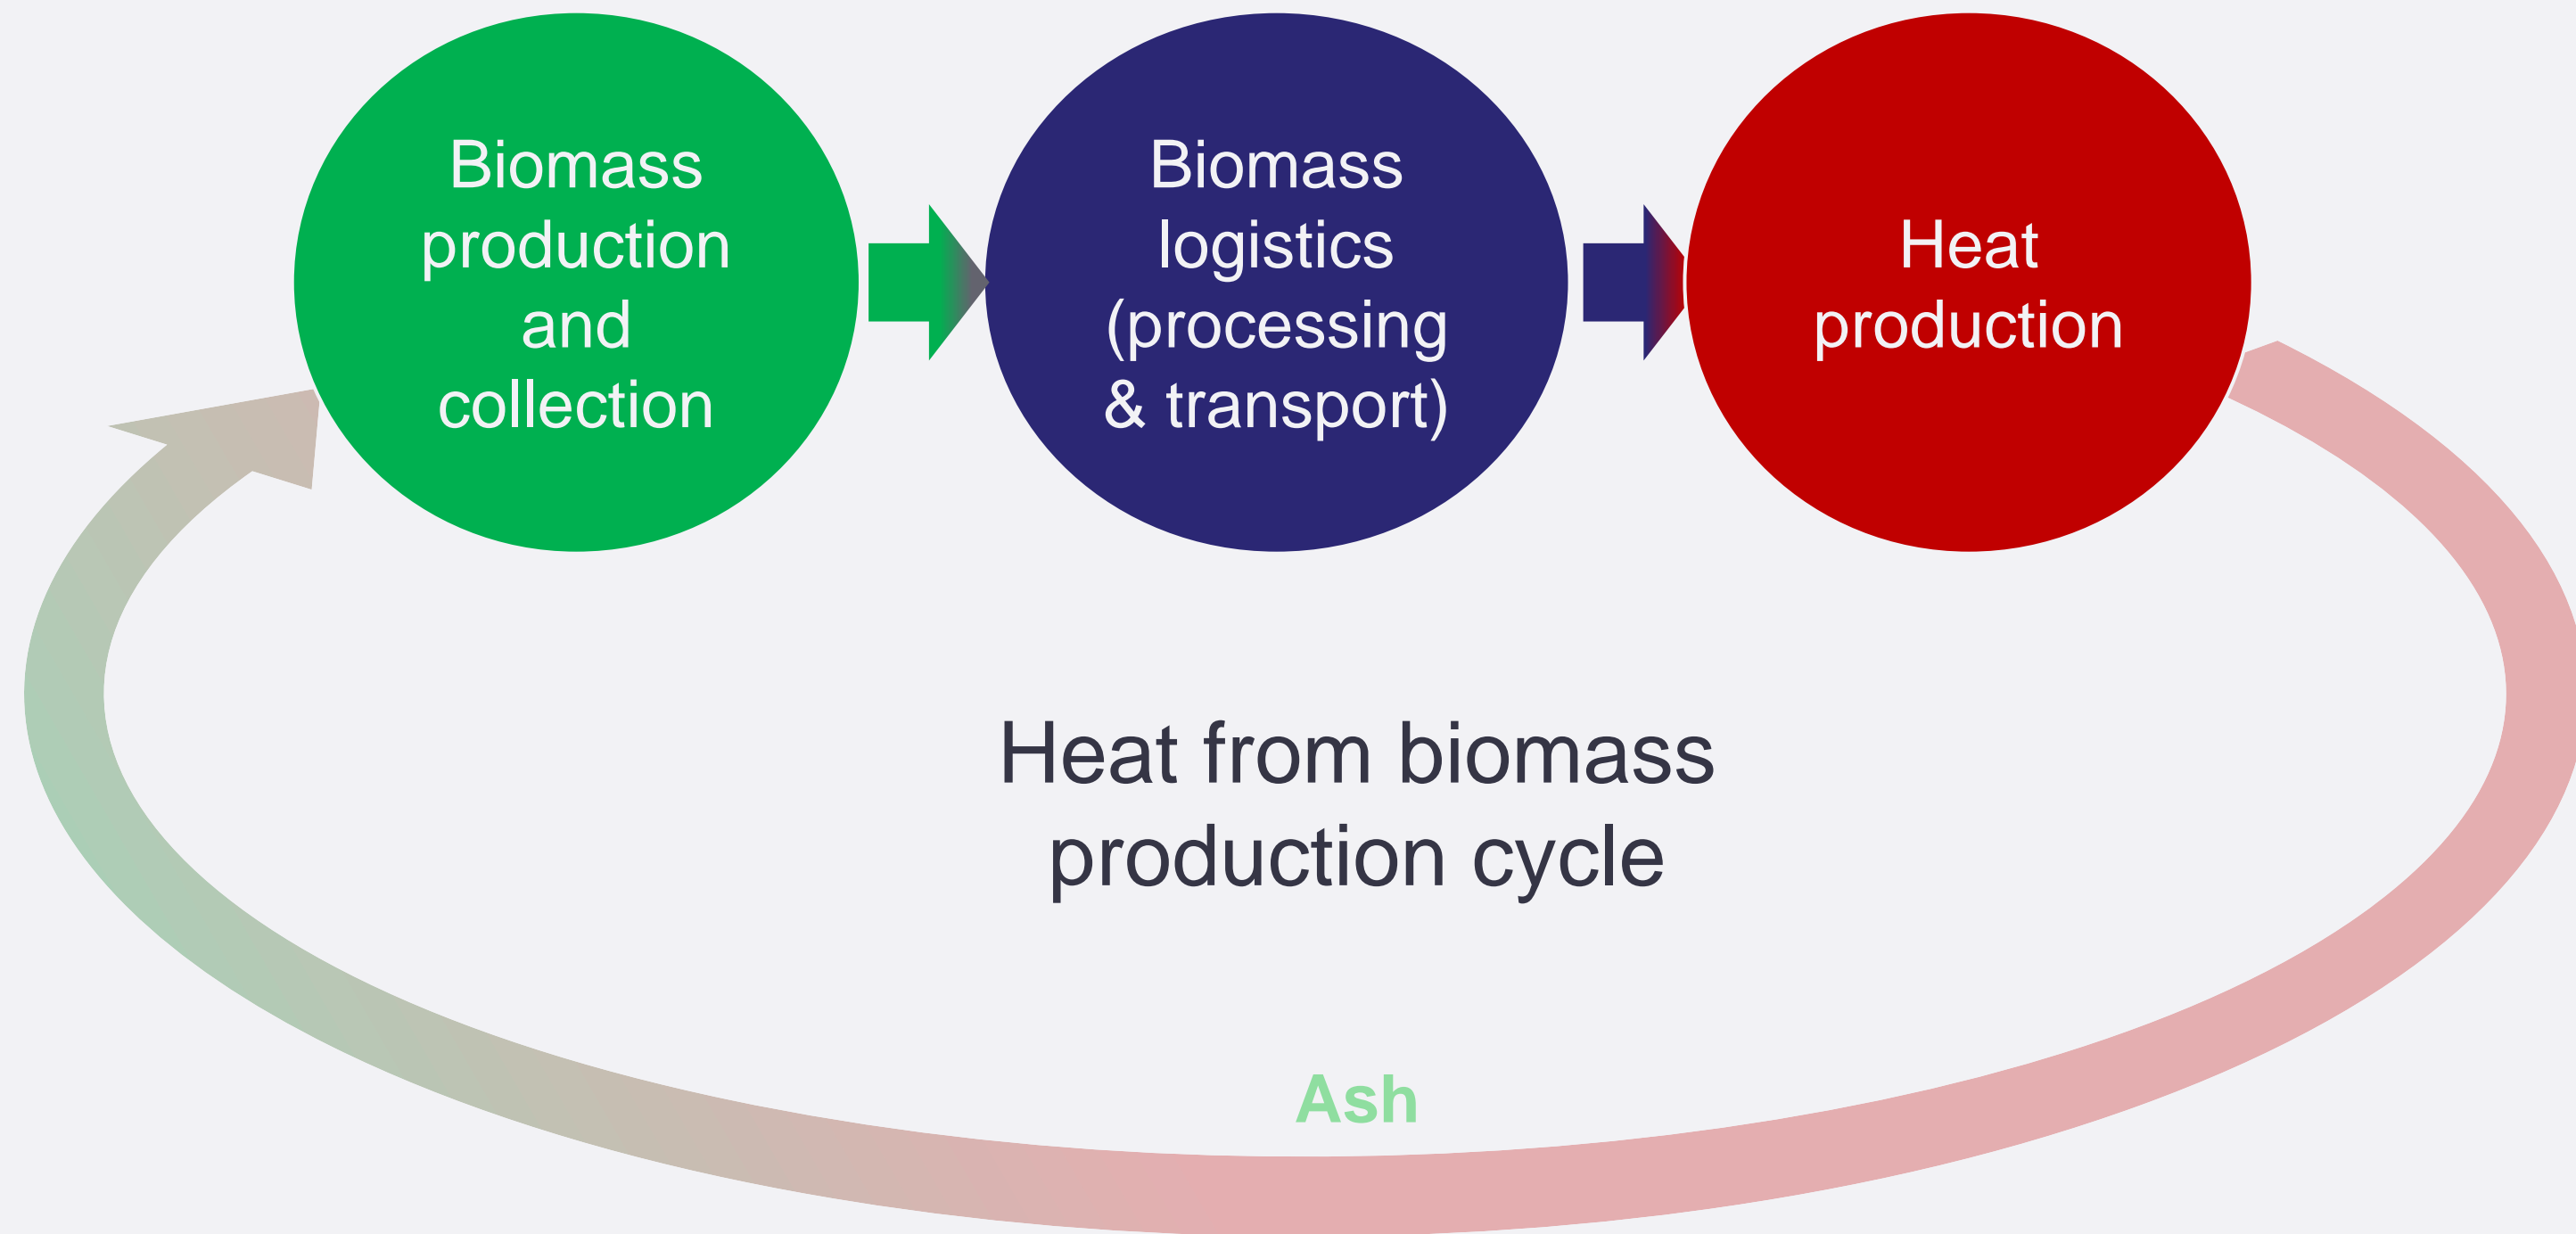 Biomass
production
and
collection
Biomass
logistics
(processing
& transport)
Heat
production
Heat from biomass
production cycle
Ash